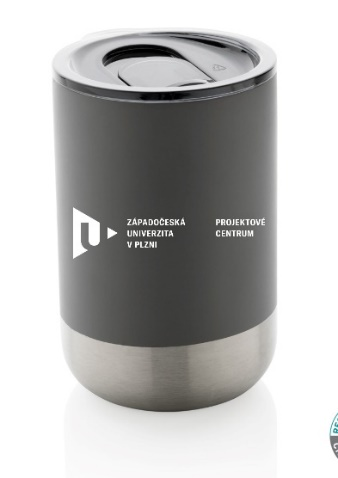 ZÁPADOČESKÁ
UNIVERZITA
V PLZNI
PROJEKTOVÉ
CENTRUM